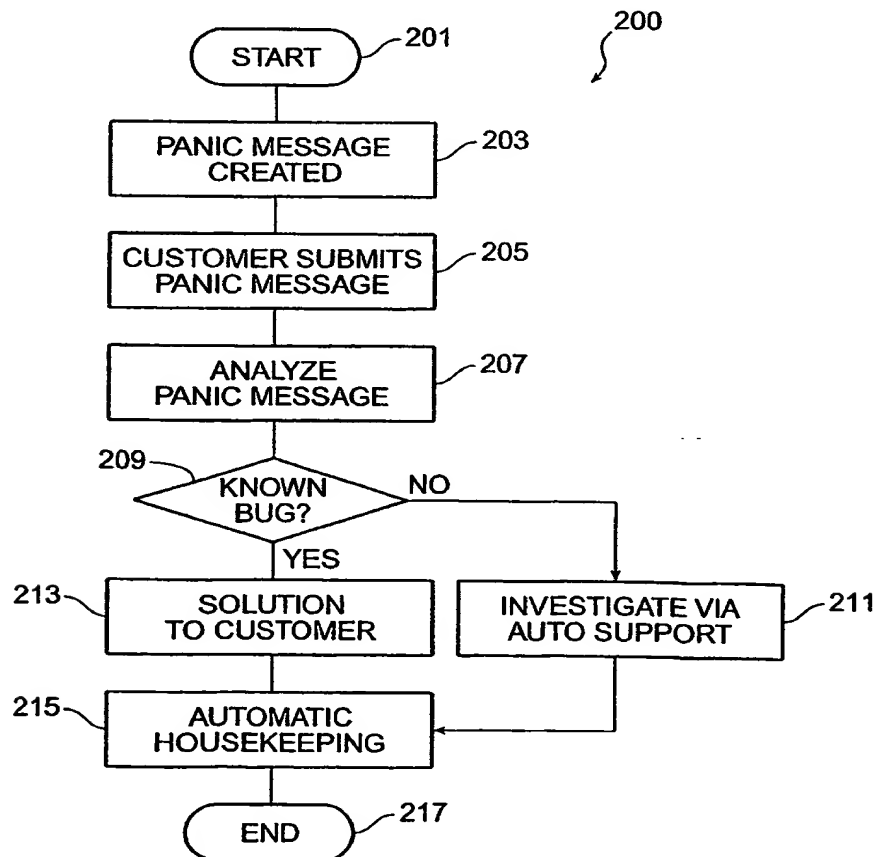 200
START
201
PANIC MESSAGE
CREATED
203
CUSTOMER SUBMITS
PANIC MESSAGE
205
ANALYZE
PANIC MESSAGE
207
209
KNOWN
BUG?
NO
YES
213
SOLUTION
TO CUSTOMER
INVESTIGATE VIA
AUTO SUPPORT
211
215
AUTOMATIC
HOUSEKEEPING
END
217